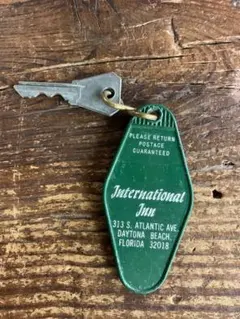 PLEASE RETURN
POSTAGE
GUARANTEED
International
Inn
313 S. ATLANTIC AVE.
DAYTONA BEACH,
FLORIDA 32018